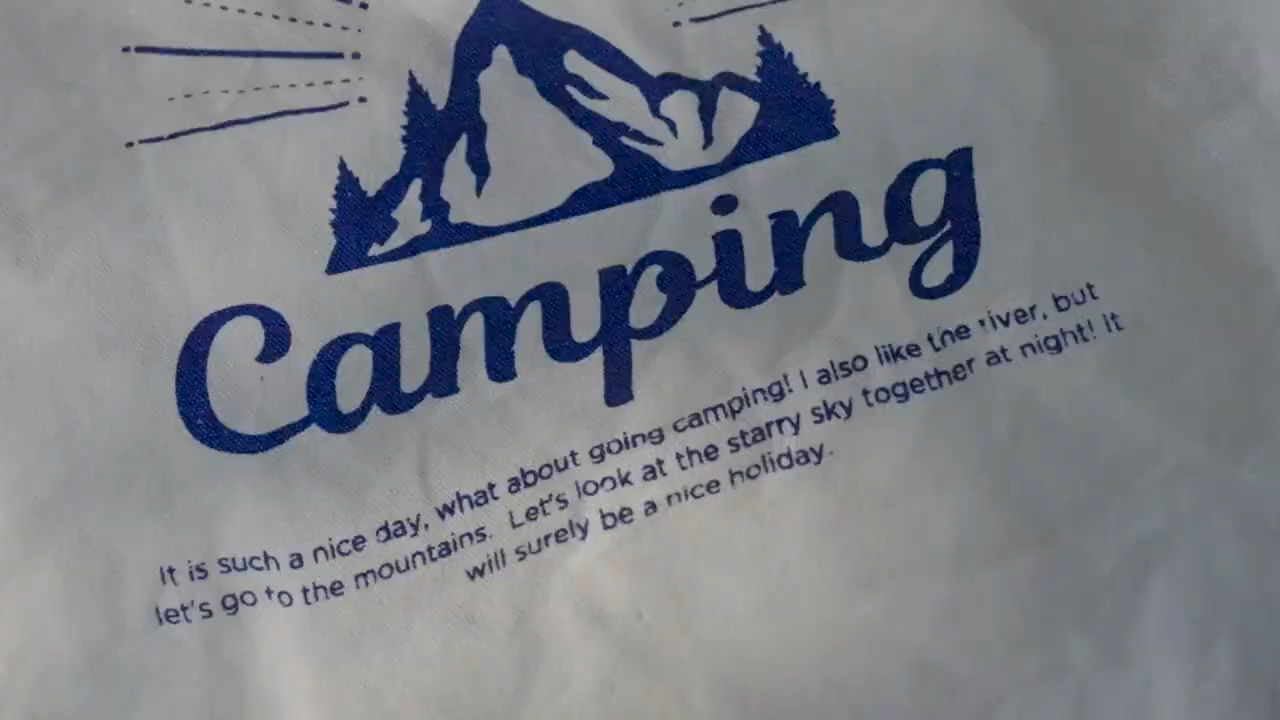 Camping
It is such a nice day, what about going camping! I also like the river, but
let's go to the mountains. Let's look at the starry sky together at night! It
will surely be a nice holiday.